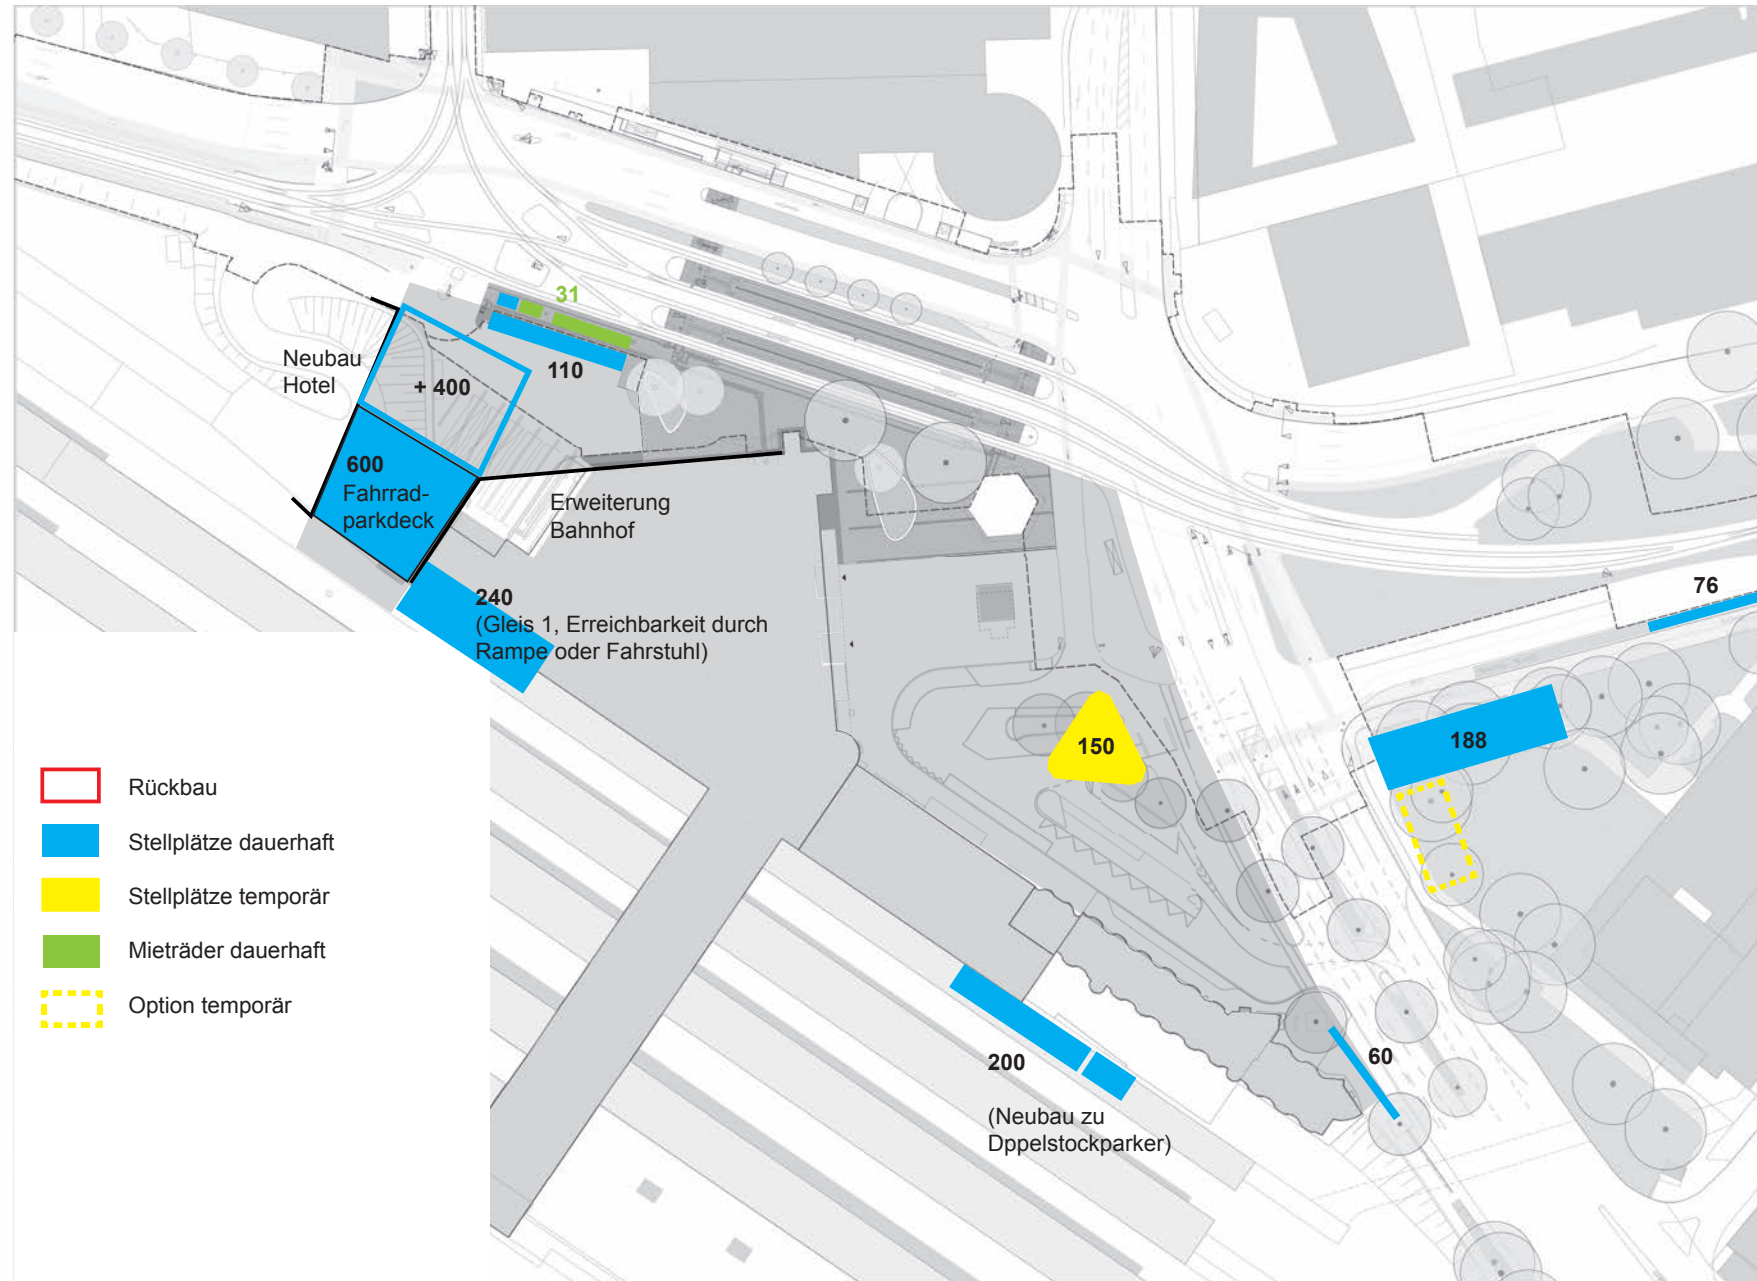 31
Neubau
Hotel
110
+ 400
600
Fahrrad-
parkdeck
Erweiterung
Bahnhof
240
(Gleis 1, Erreichbarkeit durch
Rampe oder Fahrstuhl)
76
150
188
Rückbau
Stellplätze dauerhaft
Stellplätze temporär
Mieträder dauerhaft
Option temporär
200
(Neubau zu
Dppelstockparker)
60